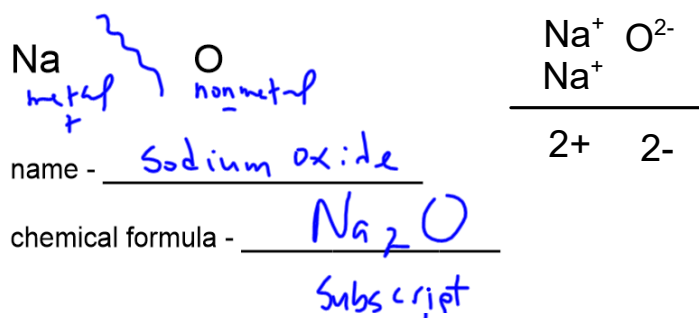 Na O
metal nonmetal
+ -
name - Sodium oxide
chemical formula - Na₂O
Subscript
Na⁺ O²⁻
Na⁺
2+ 2-